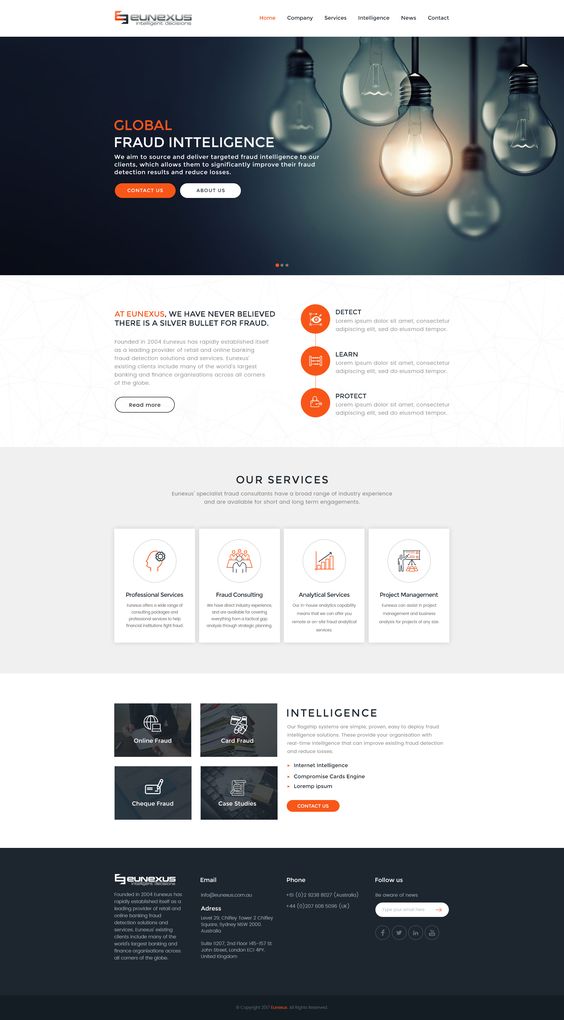 EUNEXUS
intelligent decisions
Home
Company
Services
Intelligence
News
Contact
GLOBAL
FRAUD INTTELIGENCE
We aim to source and deliver targeted fraud intelligence to our
clients, which allows them to significantly improve their fraud
detection results and reduce losses.
CONTACT US
ABOUT US
AT EUNEXUS, WE HAVE NEVER BELIEVED
THERE IS A SILVER BULLET FOR FRAUD.
Founded in 2004 Eunexus has rapidly established itself
as a leading provider of retail and online banking
fraud detection solutions and services. Eunexus'
existing clients include many of the world's largest
banking and finance organisations across all corners
of the globe.
Read more
DETECT
Lorem ipsum dolor sit amet, consectetur
adipiscing elit, sed do eiusmod tempor.
LEARN
Lorem ipsum dolor sit amet, consectetur
adipiscing elit, sed do eiusmod tempor.
PROTECT
Lorem ipsum dolor sit amet, consectetur
adipiscing elit, sed do eiusmod tempor.
OUR SERVICES
Eunexus' specialist fraud consultants have a broad range of industry experience
and are available for short and long term engagements.
Professional Services
Eunexus offers a wide range of
consulting packages and
professional services to help
financial institutions fight fraud.
Fraud Consulting
We have direct industry experience,
and are available for covering
everything from a tactical gap
analysis through strategic planning.
Analytical Services
Our in-house analytics capability
means that we can offer you
remote or on-site fraud analytical
services.
Project Management
Eunexus can assist in project
management and business
analysis for projects of any size.
Online Fraud
Card Fraud
Cheque Fraud
Case Studies
INTELLIGENCE
Our flagship systems are simple, proven, easy to deploy fraud
intelligence solutions. These provide your organisation with
real-time intelligence that can improve existing fraud detection
and reduce losses.
Internet Intelligence
Compromise Cards Engine
Loremp ipsum
CONTACT US
EUNEXUS
intelligent decisions
Founded in 2004 Eunexus has
rapidly established itself as a
leading provider of retail and
online banking fraud
detection solutions and
services. Eunexus' existing
clients include many of the
world's largest banking and
finance organisations across
all corners of the globe.
Email
info@eunexus.com.au
Adress
Level 29, Chifley Tower 2 Chifley
Square, Sydney NSW 2000.
Australia
Suite 11207, 2nd Floor 145-157 St
John Street, London EC1 4PY.
United Kingdom
Phone
+61 (0)2 9238 8027 (Australia)
+44 (0)207 608 5096 (UK)
Follow us
Be aware of news
Type your email here
© Copyright 2017 Eunexus. All Rights Reserved.